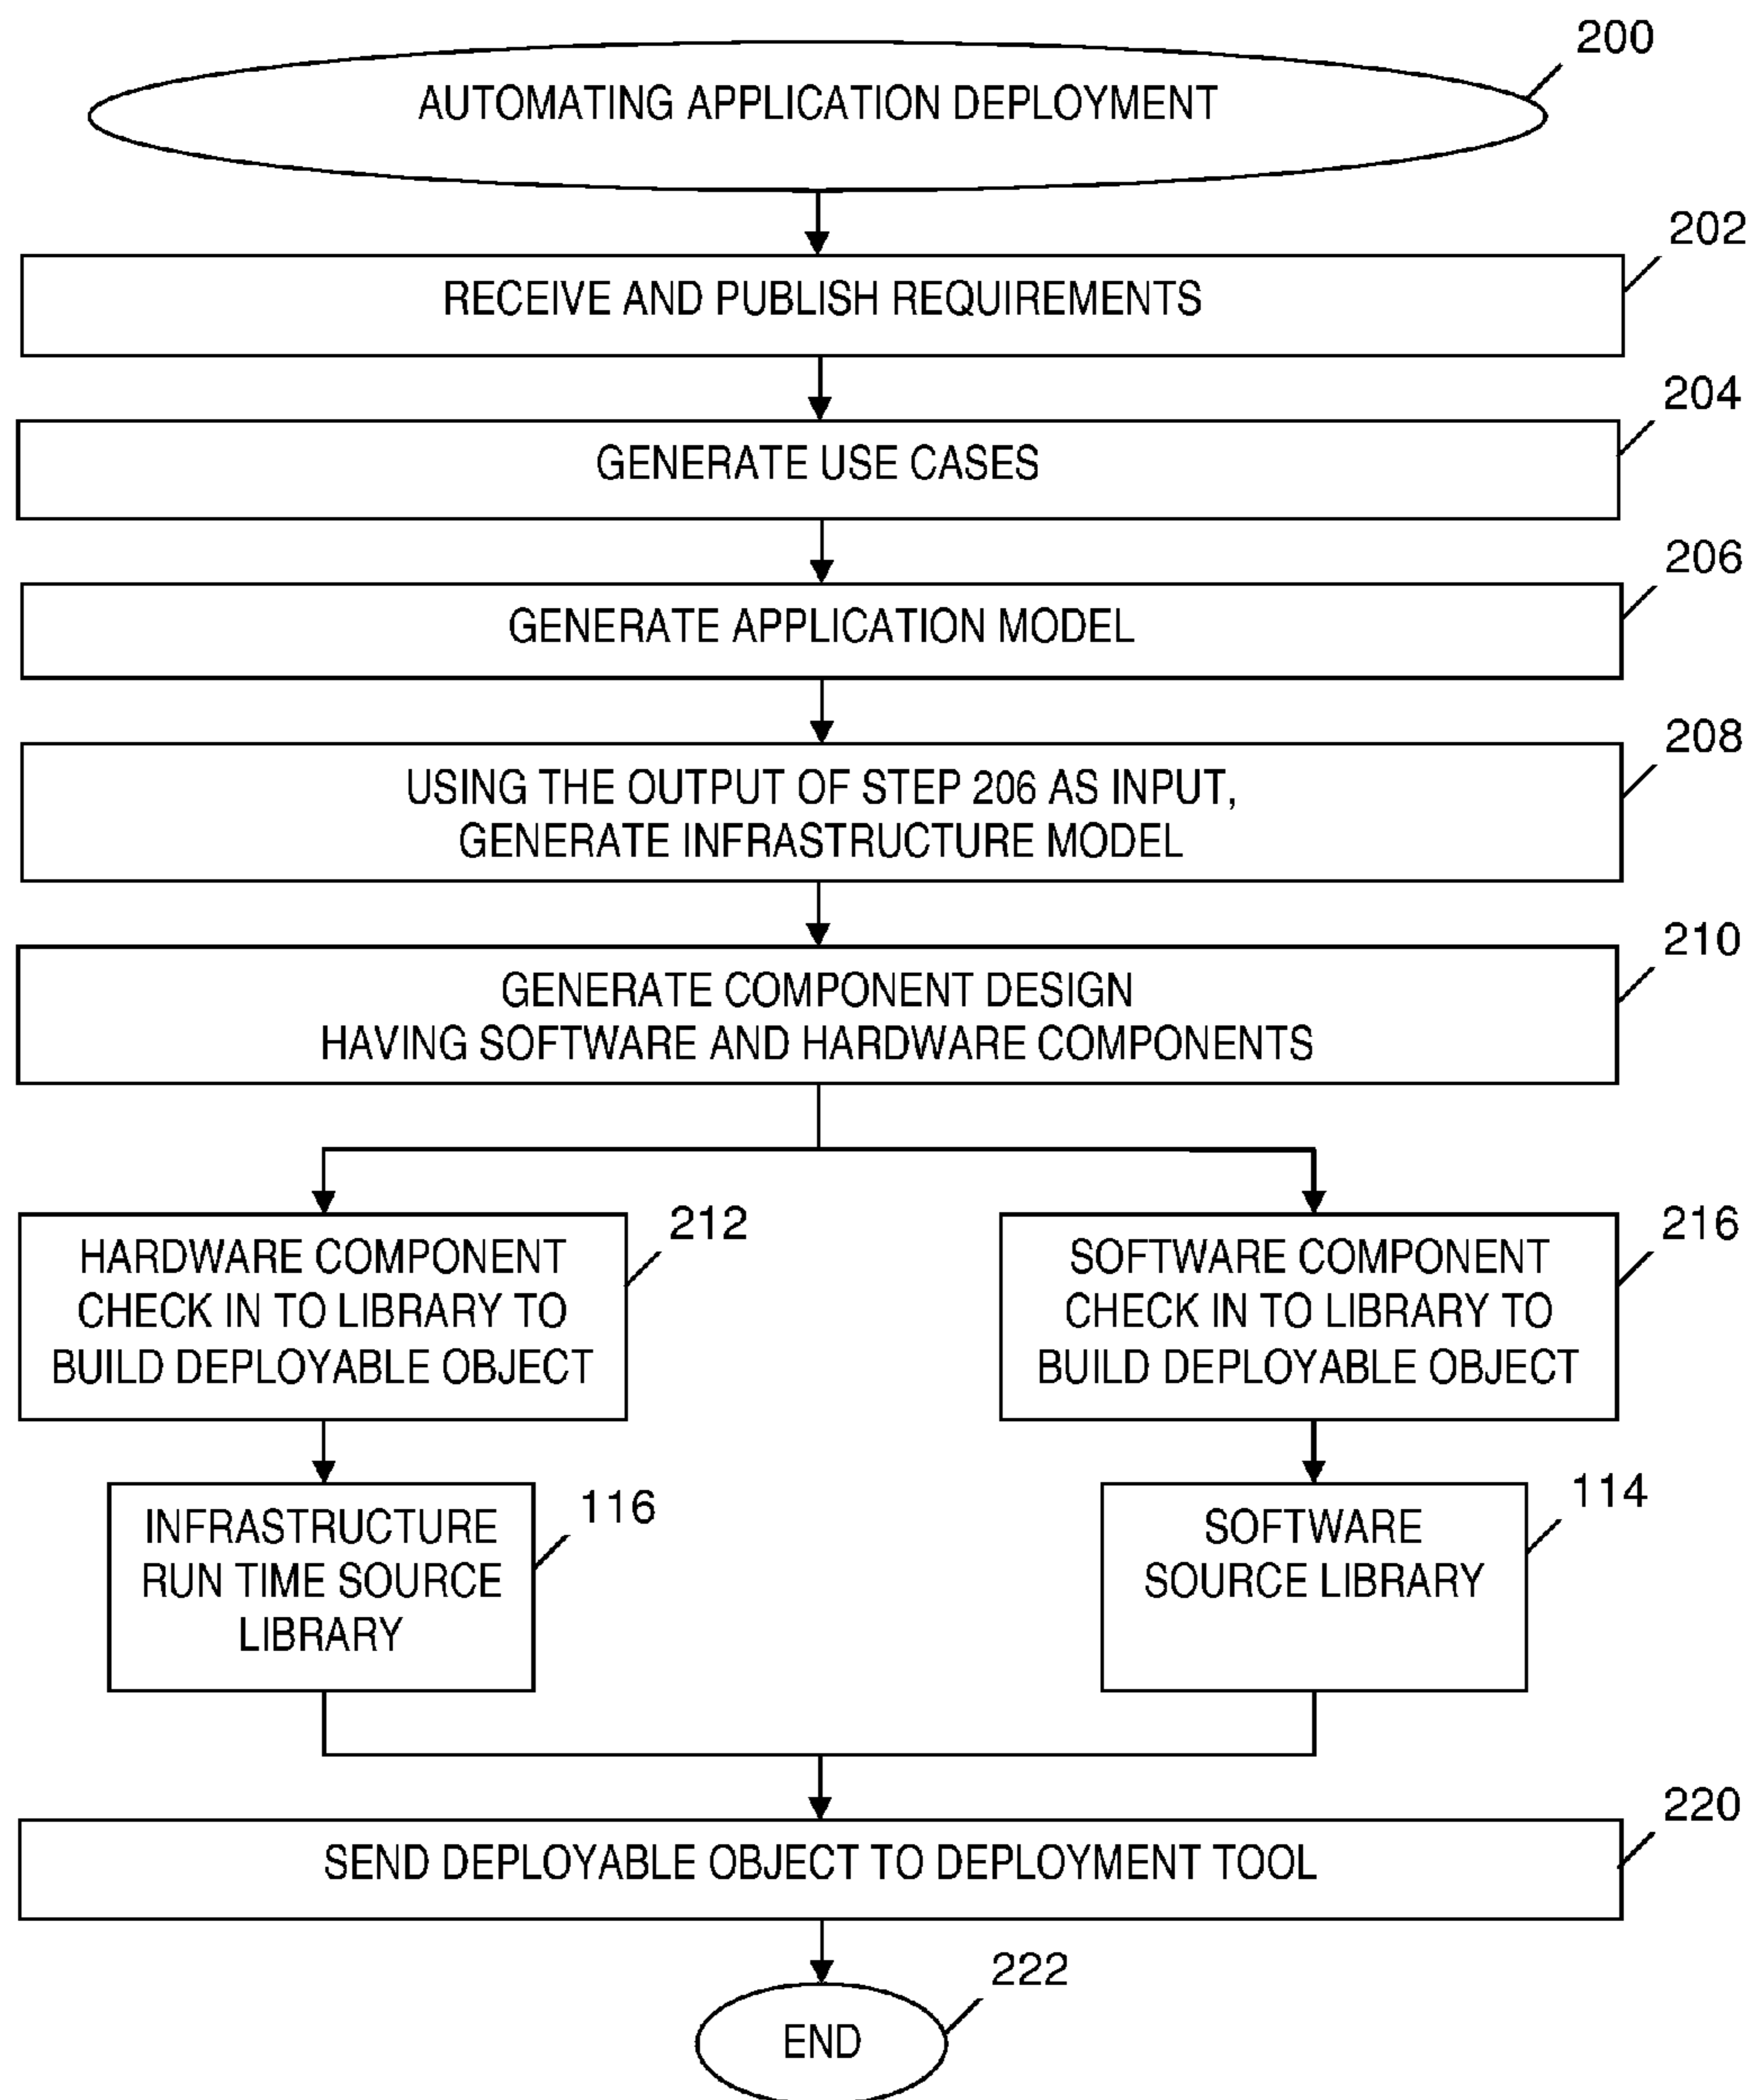 200
AUTOMATING APPLICATION DEPLOYMENT
202
RECEIVE AND PUBLISH REQUIREMENTS
204
GENERATE USE CASES
206
GENERATE APPLICATION MODEL
208
USING THE OUTPUT OF STEP 206 AS INPUT,
GENERATE INFRASTRUCTURE MODEL
210
GENERATE COMPONENT DESIGN
HAVING SOFTWARE AND HARDWARE COMPONENTS
212
HARDWARE COMPONENT
CHECK IN TO LIBRARY TO
BUILD DEPLOYABLE OBJECT
216
SOFTWARE COMPONENT
CHECK IN TO LIBRARY TO
BUILD DEPLOYABLE OBJECT
116
INFRASTRUCTURE
RUN TIME SOURCE
LIBRARY
114
SOFTWARE
SOURCE LIBRARY
220
SEND DEPLOYABLE OBJECT TO DEPLOYMENT TOOL
222
END